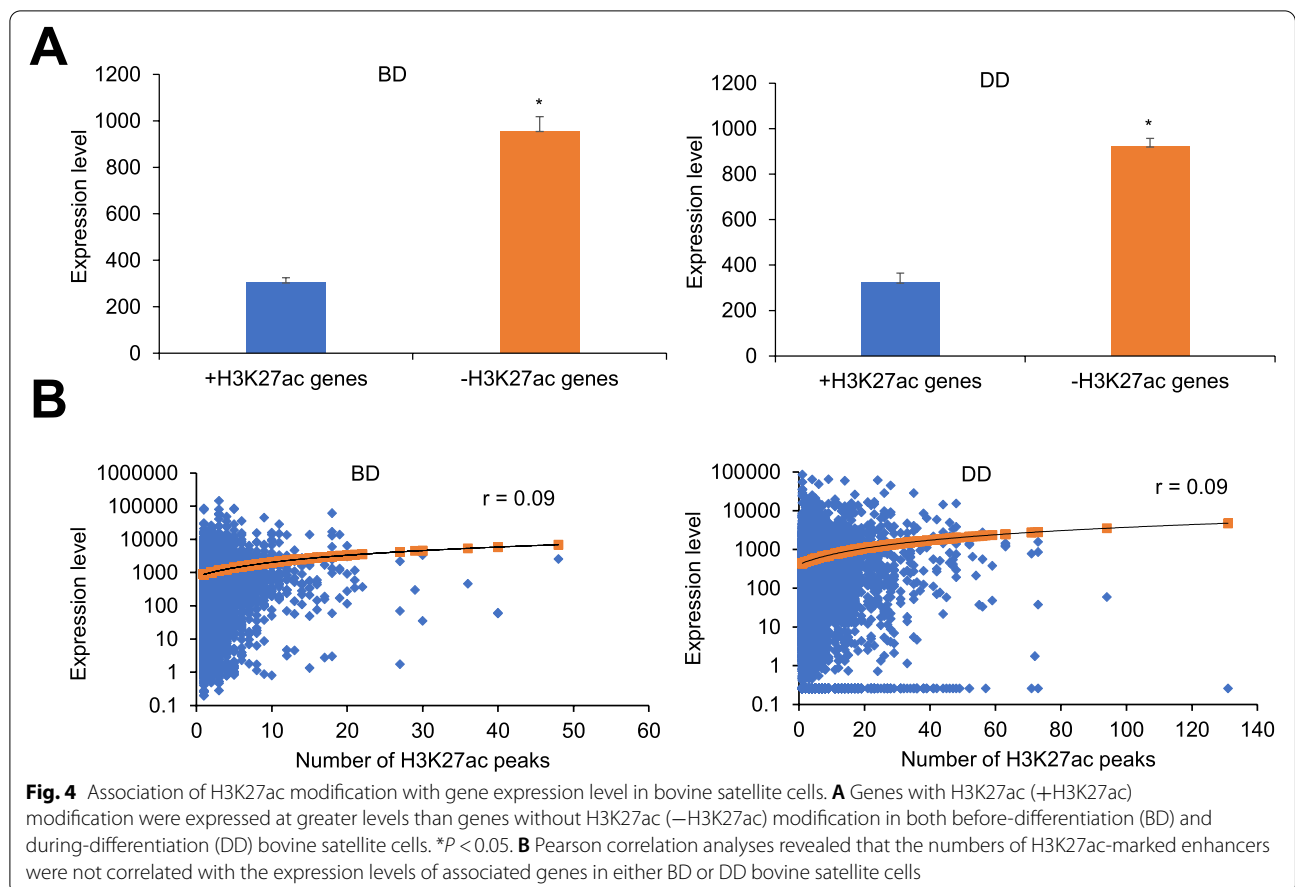 A
BD
1200
1000
800
600
400
200
0
Expression level
*
+H3K27ac genes
-H3K27ac genes
DD
1200
1000
800
600
400
200
0
Expression level
*
+H3K27ac genes
-H3K27ac genes
B
BD
r = 0.09
1000000
100000
10000
1000
100
10
1
0.1
Expression level
0 10 20 30 40 50 60
Number of H3K27ac peaks
DD
r = 0.09
100000
10000
1000
100
10
1
0.1
Expression level
0 20 40 60 80 100 120 140
Number of H3K27ac peaks
Fig. 4 Association of H3K27ac modification with gene expression level in bovine satellite cells. A Genes with H3K27ac (+H3K27ac)
modification were expressed at greater levels than genes without H3K27ac (−H3K27ac) modification in both before-differentiation (BD) and
during-differentiation (DD) bovine satellite cells. *P < 0.05. B Pearson correlation analyses revealed that the numbers of H3K27ac-marked enhancers
were not correlated with the expression levels of associated genes in either BD or DD bovine satellite cells